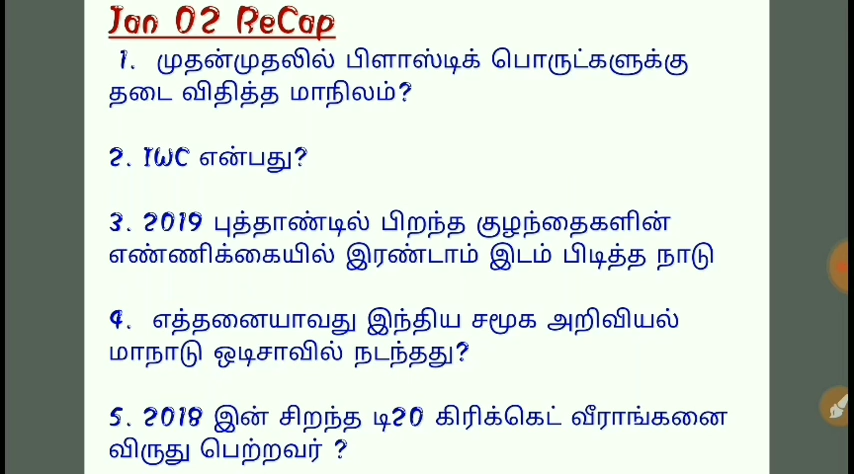 Jan 02 ReCap
1. முதன்முதலில் பிளாஸ்டிக் பொருட்களுக்கு
தடை விதித்த மாநிலம்?
2. IWC என்பது?
3. 2019 புத்தாண்டில் பிறந்த குழந்தைகளின்
எண்ணிக்கையில் இரண்டாம் இடம் பிடித்த நாடு
4. எத்தனையாவது இந்திய சமூக அறிவியல்
மாநாடு ஒடிசாவில் நடந்தது?
5. 2018 இன் சிறந்த டி20 கிரிக்கெட் வீராங்கனை
விருது பெற்றவர் ?